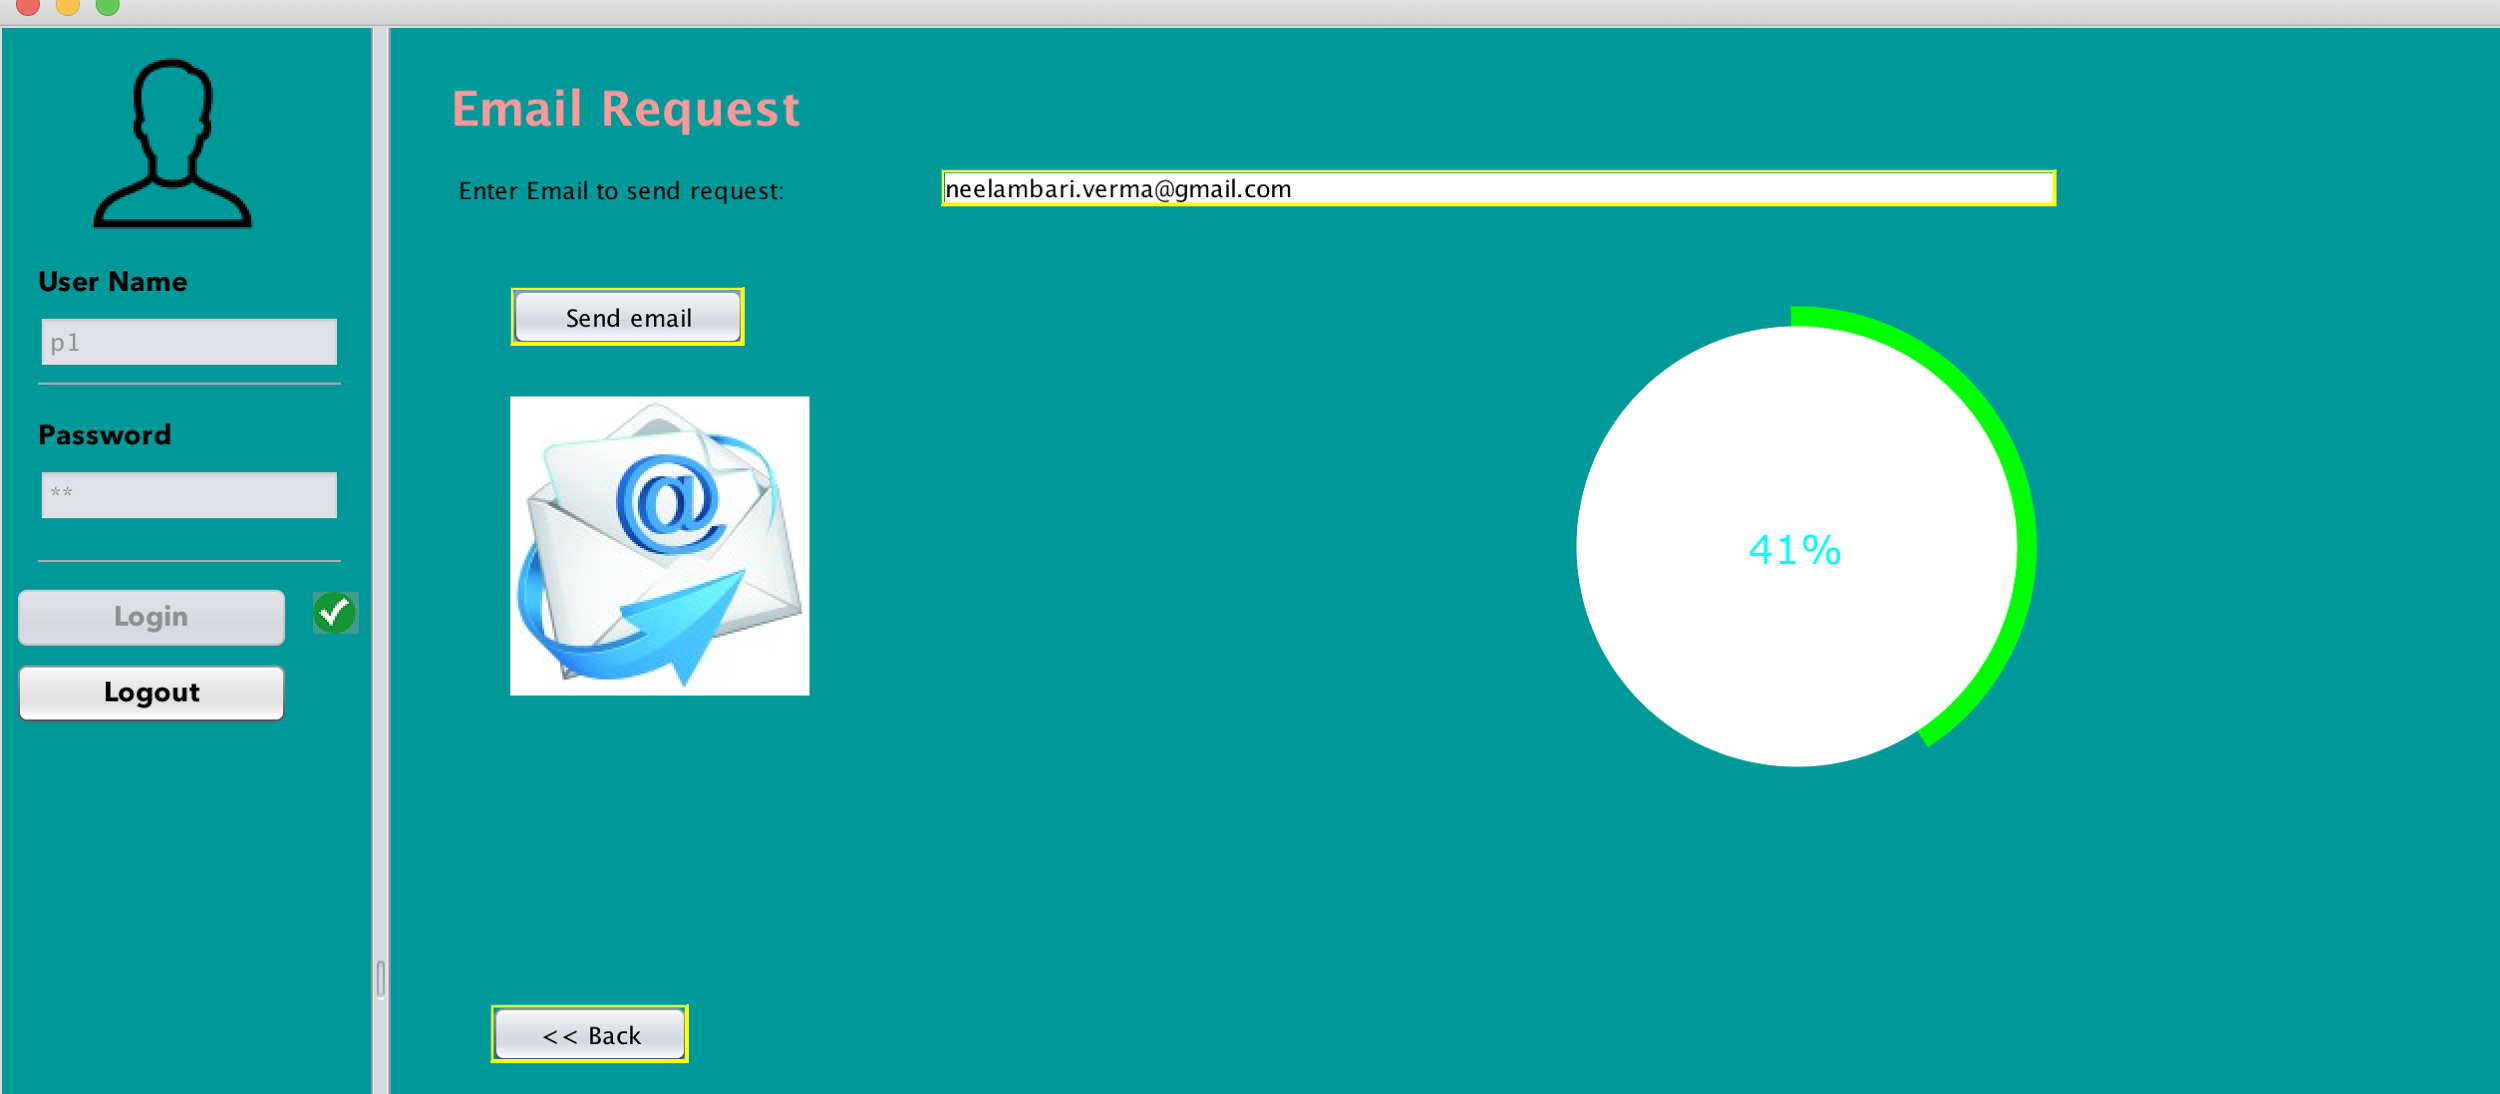 User Name
p1
Password
**
Login
Logout
Email Request
Enter Email to send request:
neelambari.verma@gmail.com
Send email
@
41%
<< Back